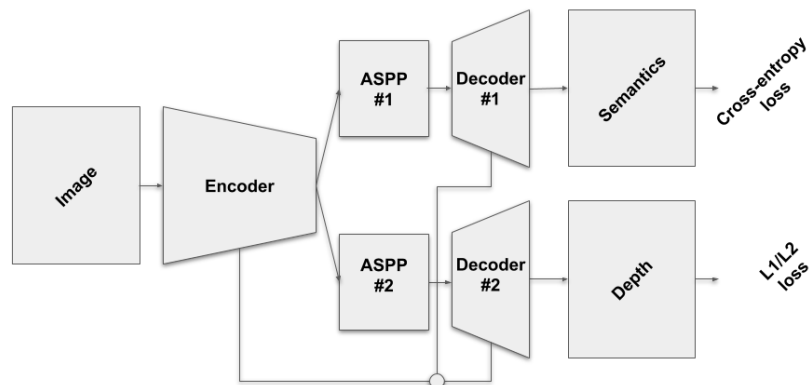 Image
Encoder
ASPP
#1
Decoder
#1
Semantics
Cross-entropy
loss
ASPP
#2
Decoder
#2
Depth
L1/L2
loss